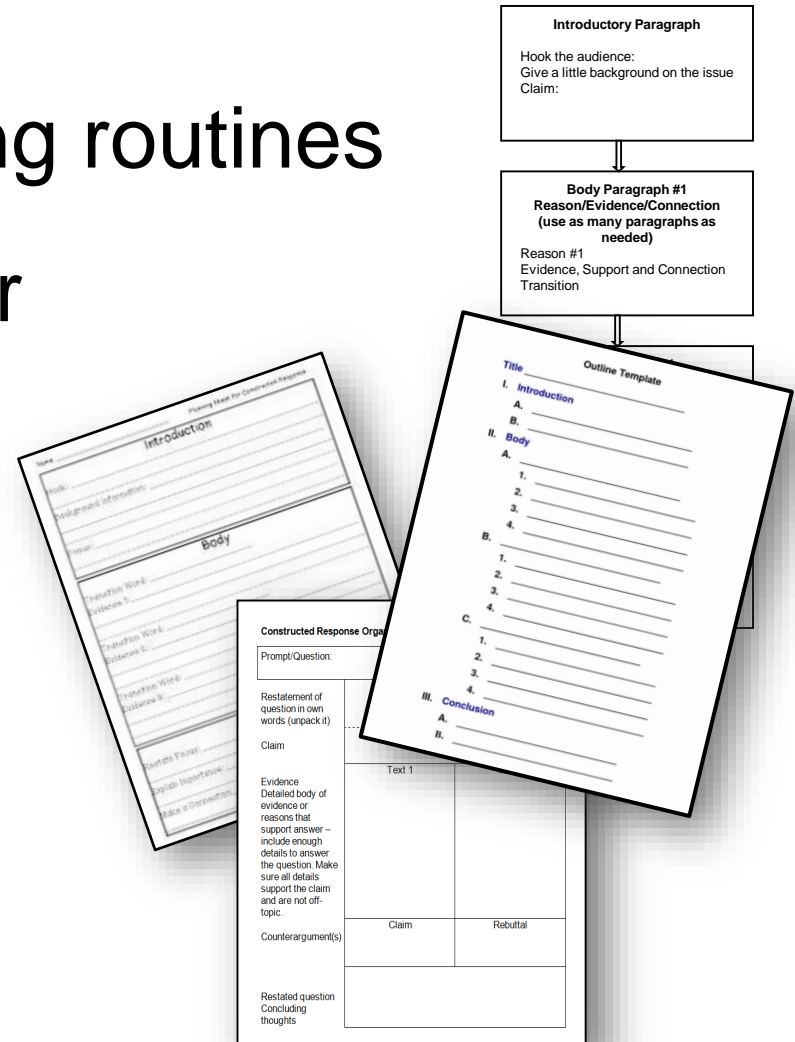 ng routines
r
Introductory Paragraph
Hook the audience:
Give a little background on the issue
Claim:
Body Paragraph #1
Reason/Evidence/Connection
(use as many paragraphs as
needed)
Reason #1
Evidence, Support and Connection
Transition
Planning Sheet for Constructed Response
Name
Introduction
Hook:
Background Information:
Focus:
Body
Transition Word:
Evidence 1:
Transition Word:
Evidence 2:
Transition Word:
Evidence 3:
Restate Focus:
Explain Importance:
Make a Connection:
Outline Template
Title
I. Introduction
A.
B.
II. Body
A.
1.
2.
3.
4.
B.
1.
2.
3.
4.
C.
1.
2.
3.
4.
III. Conclusion
A.
B.
Constructed Response Orga
Prompt/Question:
Restatement of
question in own
words (unpack it)
Claim
Text 1
Evidence
Detailed body of
evidence or
reasons that
support answer –
include enough
details to answer
the question. Make
sure all details
support the claim
and are not off-
topic.
Counterargument(s)
Claim
Rebuttal
Restated question
Concluding
thoughts